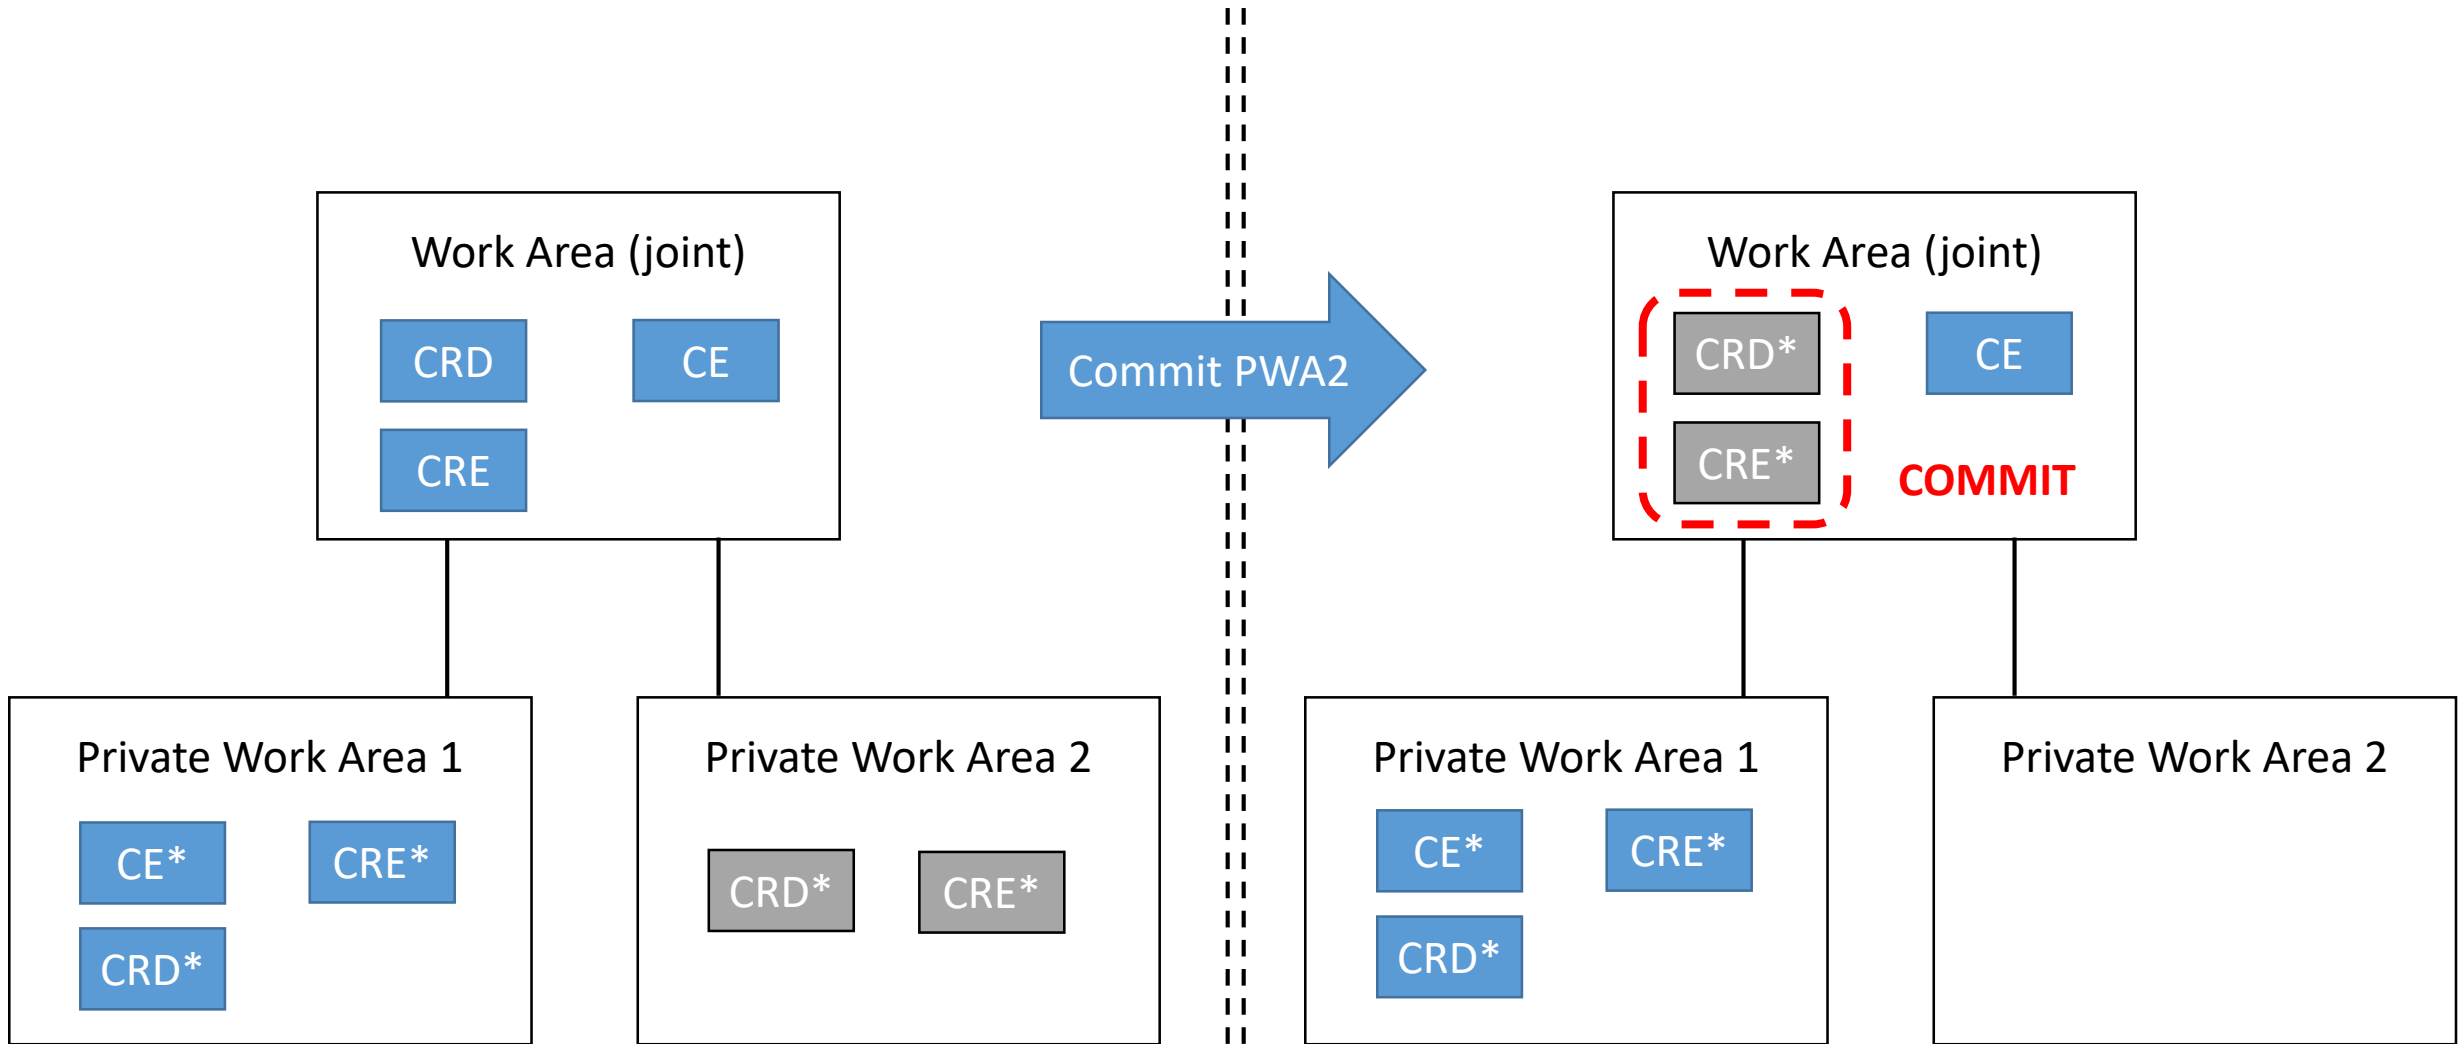 Work Area (joint)
CRD
CE
CRE
Private Work Area 1
CE*
CRE*
CRD*
Private Work Area 2
CRD*
CRE*
Commit PWA2
Work Area (joint)
CRD*
CE
CRE*
COMMIT
Private Work Area 1
CE*
CRE*
CRD*
Private Work Area 2